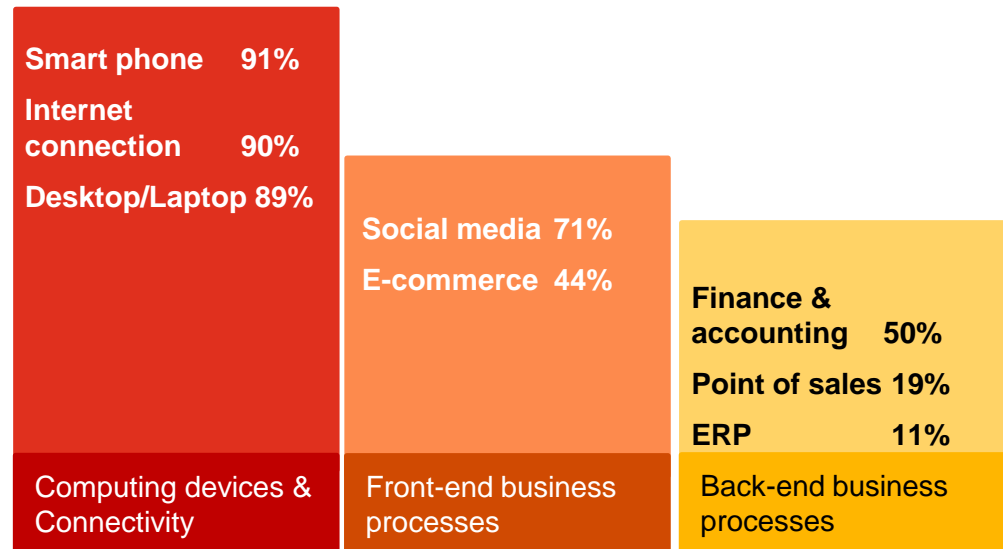 Smart phone 91%
Internet
connection 90%
Desktop/Laptop 89%
Computing devices &
Connectivity
Social media 71%
E-commerce 44%
Front-end business
processes
Finance &
accounting 50%
Point of sales 19%
ERP 11%
Back-end business
processes